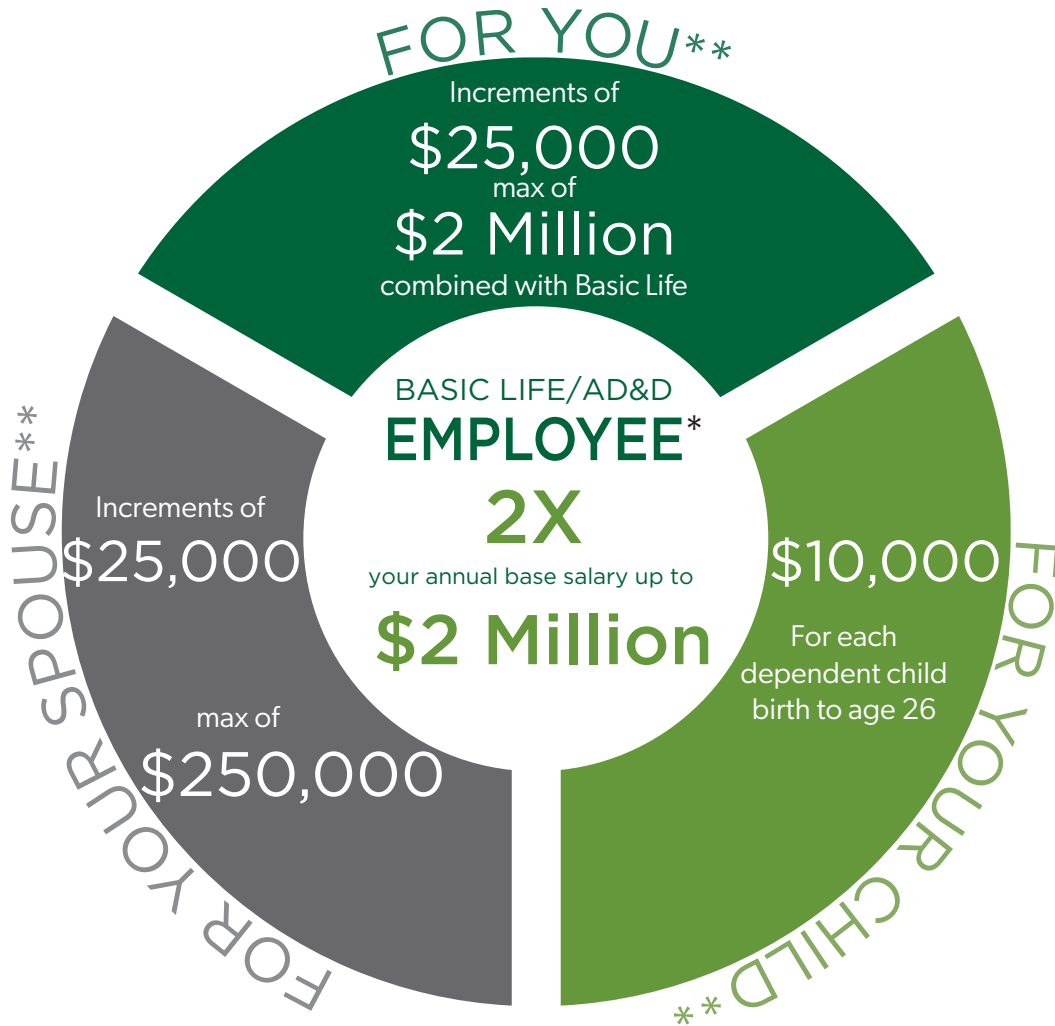 FOR YOU**
Increments of
$25,000
max of
$2 Million
combined with Basic Life
BASIC LIFE/AD&D
EMPLOYEE*
2X
your annual base salary up to
$2 Million
FOR YOUR SPOUSE**
Increments of
$25,000
max of
$250,000
FOR YOUR CHILD**
$10,000
For each
dependent child
birth to age 26